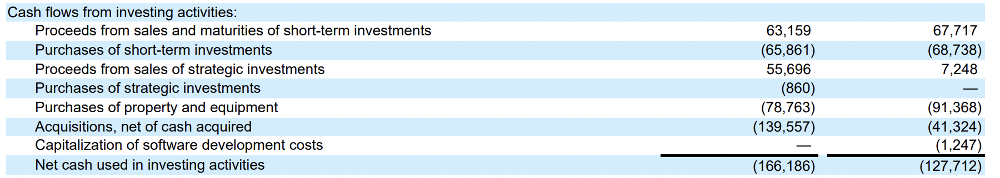 Cash flows from investing activities:
Proceeds from sales and maturities of short-term investments 63,159 67,717
Purchases of short-term investments (65,861) (68,738)
Proceeds from sales of strategic investments 55,696 7,248
Purchases of strategic investments (860) —
Purchases of property and equipment (78,763) (91,368)
Acquisitions, net of cash acquired (139,557) (41,324)
Capitalization of software development costs — (1,247)
Net cash used in investing activities (166,186) (127,712)